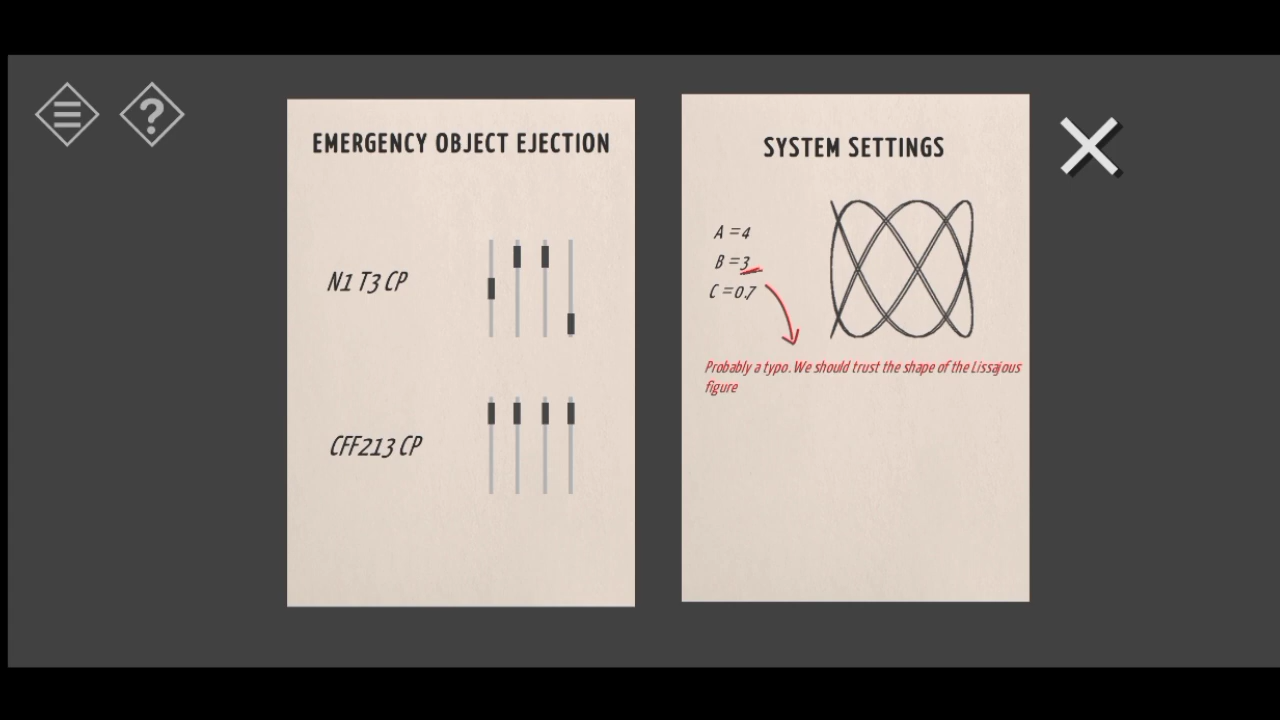 ?
EMERGENCY OBJECT EJECTION
N1 T3 CP
CFF213 CP
SYSTEM SETTINGS
A =4
B =3
C =0.7
Probably a typo. We should trust the shape of the Lissajous
figure